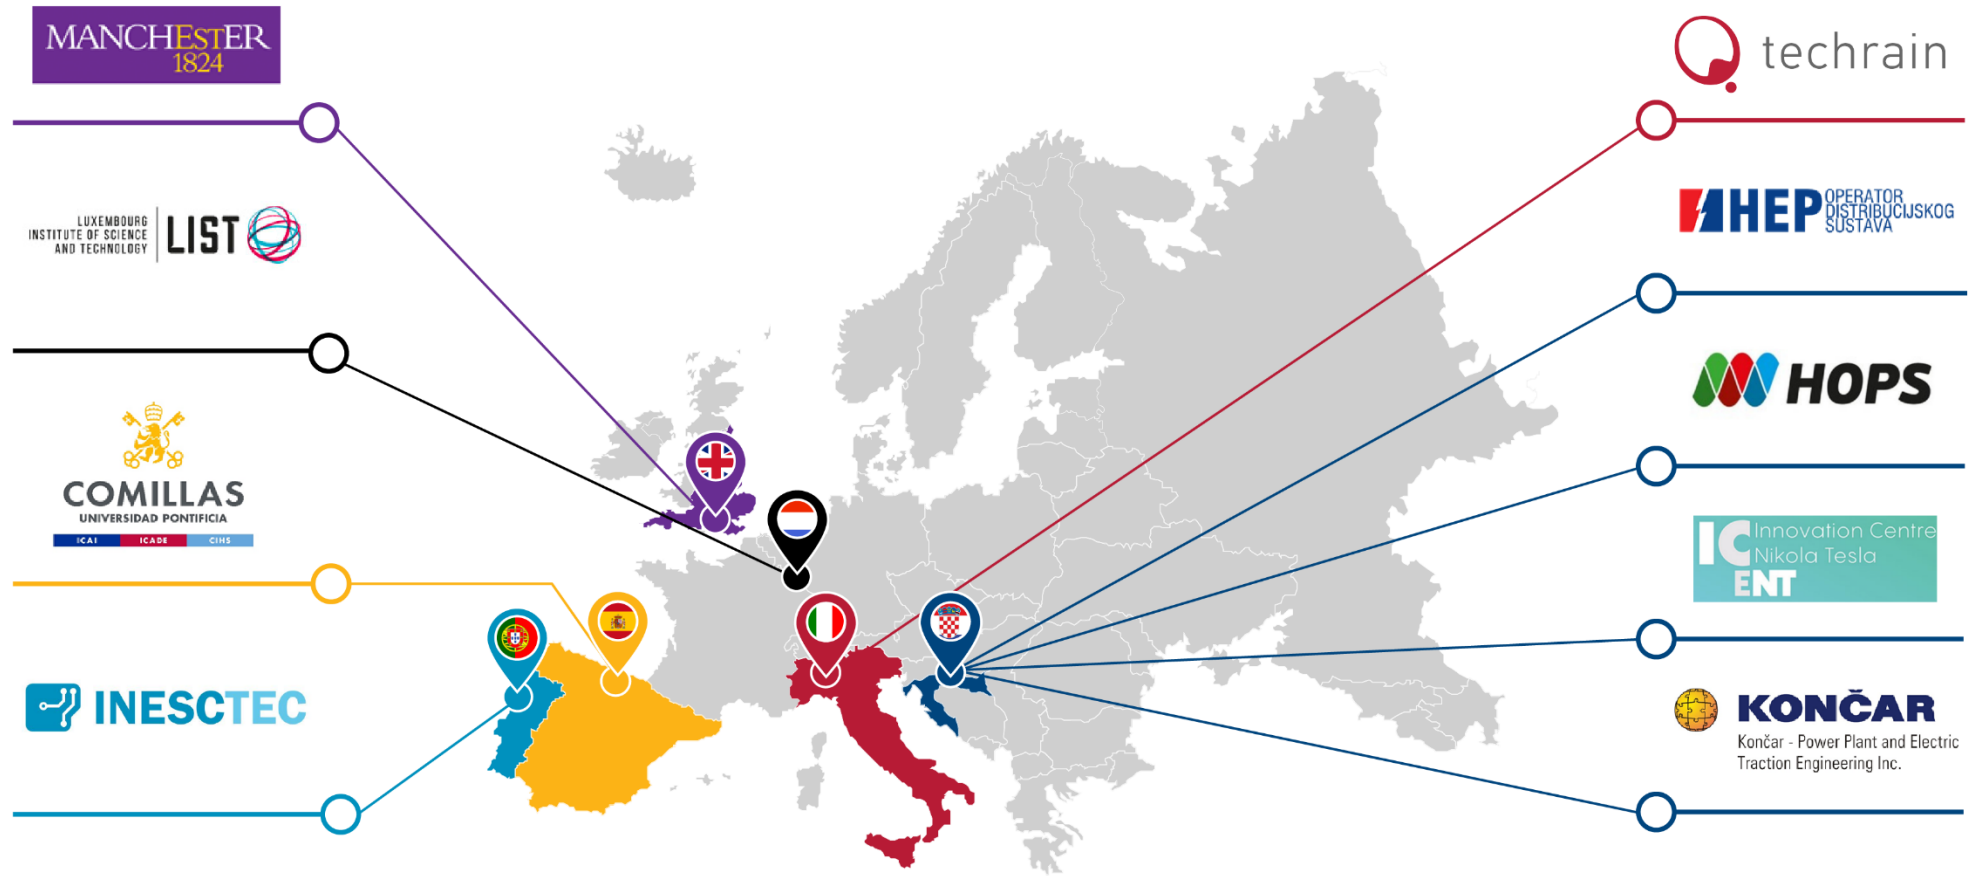 MANCHESTER
1824
LUXEMBOURG
INSTITUTE OF SCIENCE
AND TECHNOLOGY
LIST
COMILLAS
UNIVERSIDAD PONTIFICIA
ICAI ICADE CIHS
INESCTEC
techrain
HEP
OPERATOR
DISTRIBUCIJSKOG
SUSTAVA
HOPS
IC
ENT
Innovation Centre
Nikola Tesla
KONČAR
Končar - Power Plant and Electric
Traction Engineering Inc.